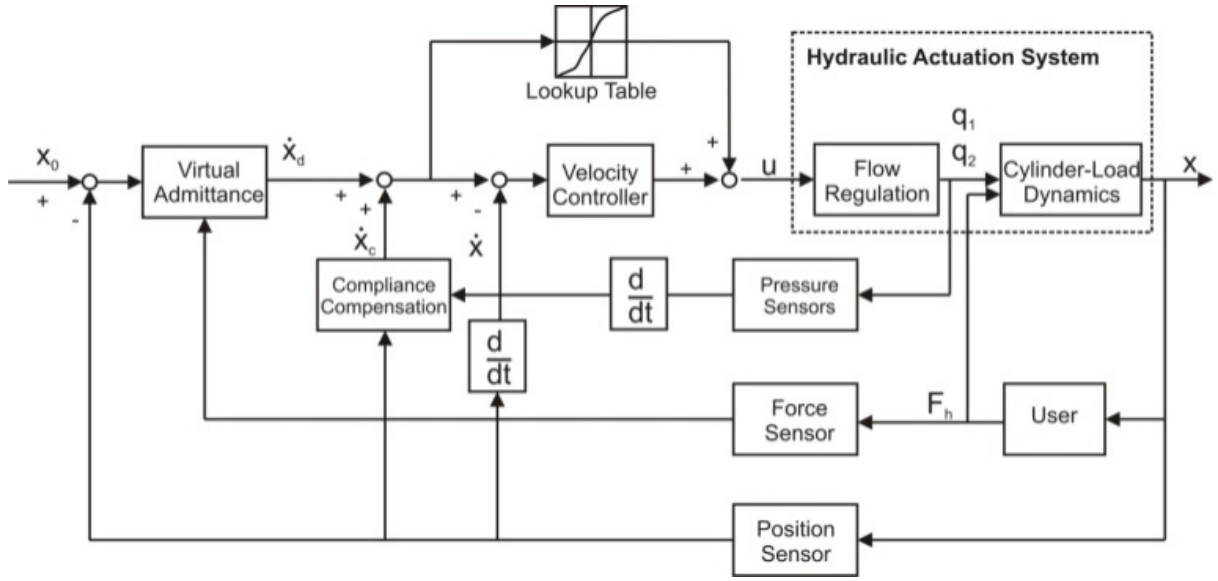 Hydraulic Actuation System
Lookup Table
x₀
+
-
Virtual
Admittance
ẋd
+
+
ẋc
+
-
ẋ
Velocity
Controller
+
+
u
Flow
Regulation
q₁
q₂
Cylinder-Load
Dynamics
x
Compliance
Compensation
d
dt
Pressure
Sensors
d
dt
Force
Sensor
Fₕ
User
Position
Sensor